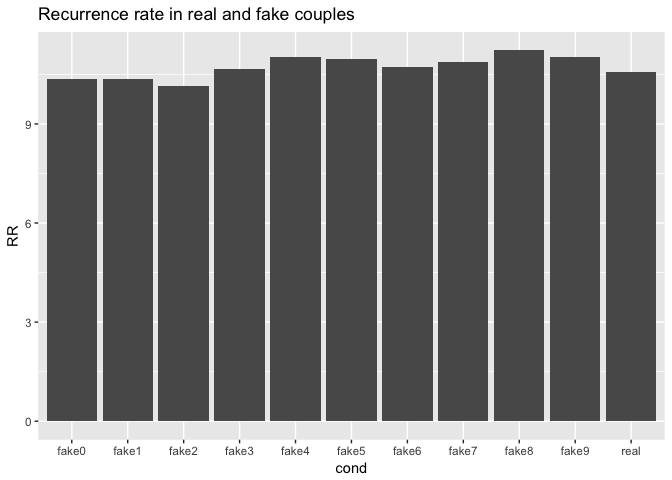 Recurrence rate in real and fake couples
RR
9
6
3
0
fake0 fake1 fake2 fake3 fake4 fake5 fake6 fake7 fake8 fake9 real
cond